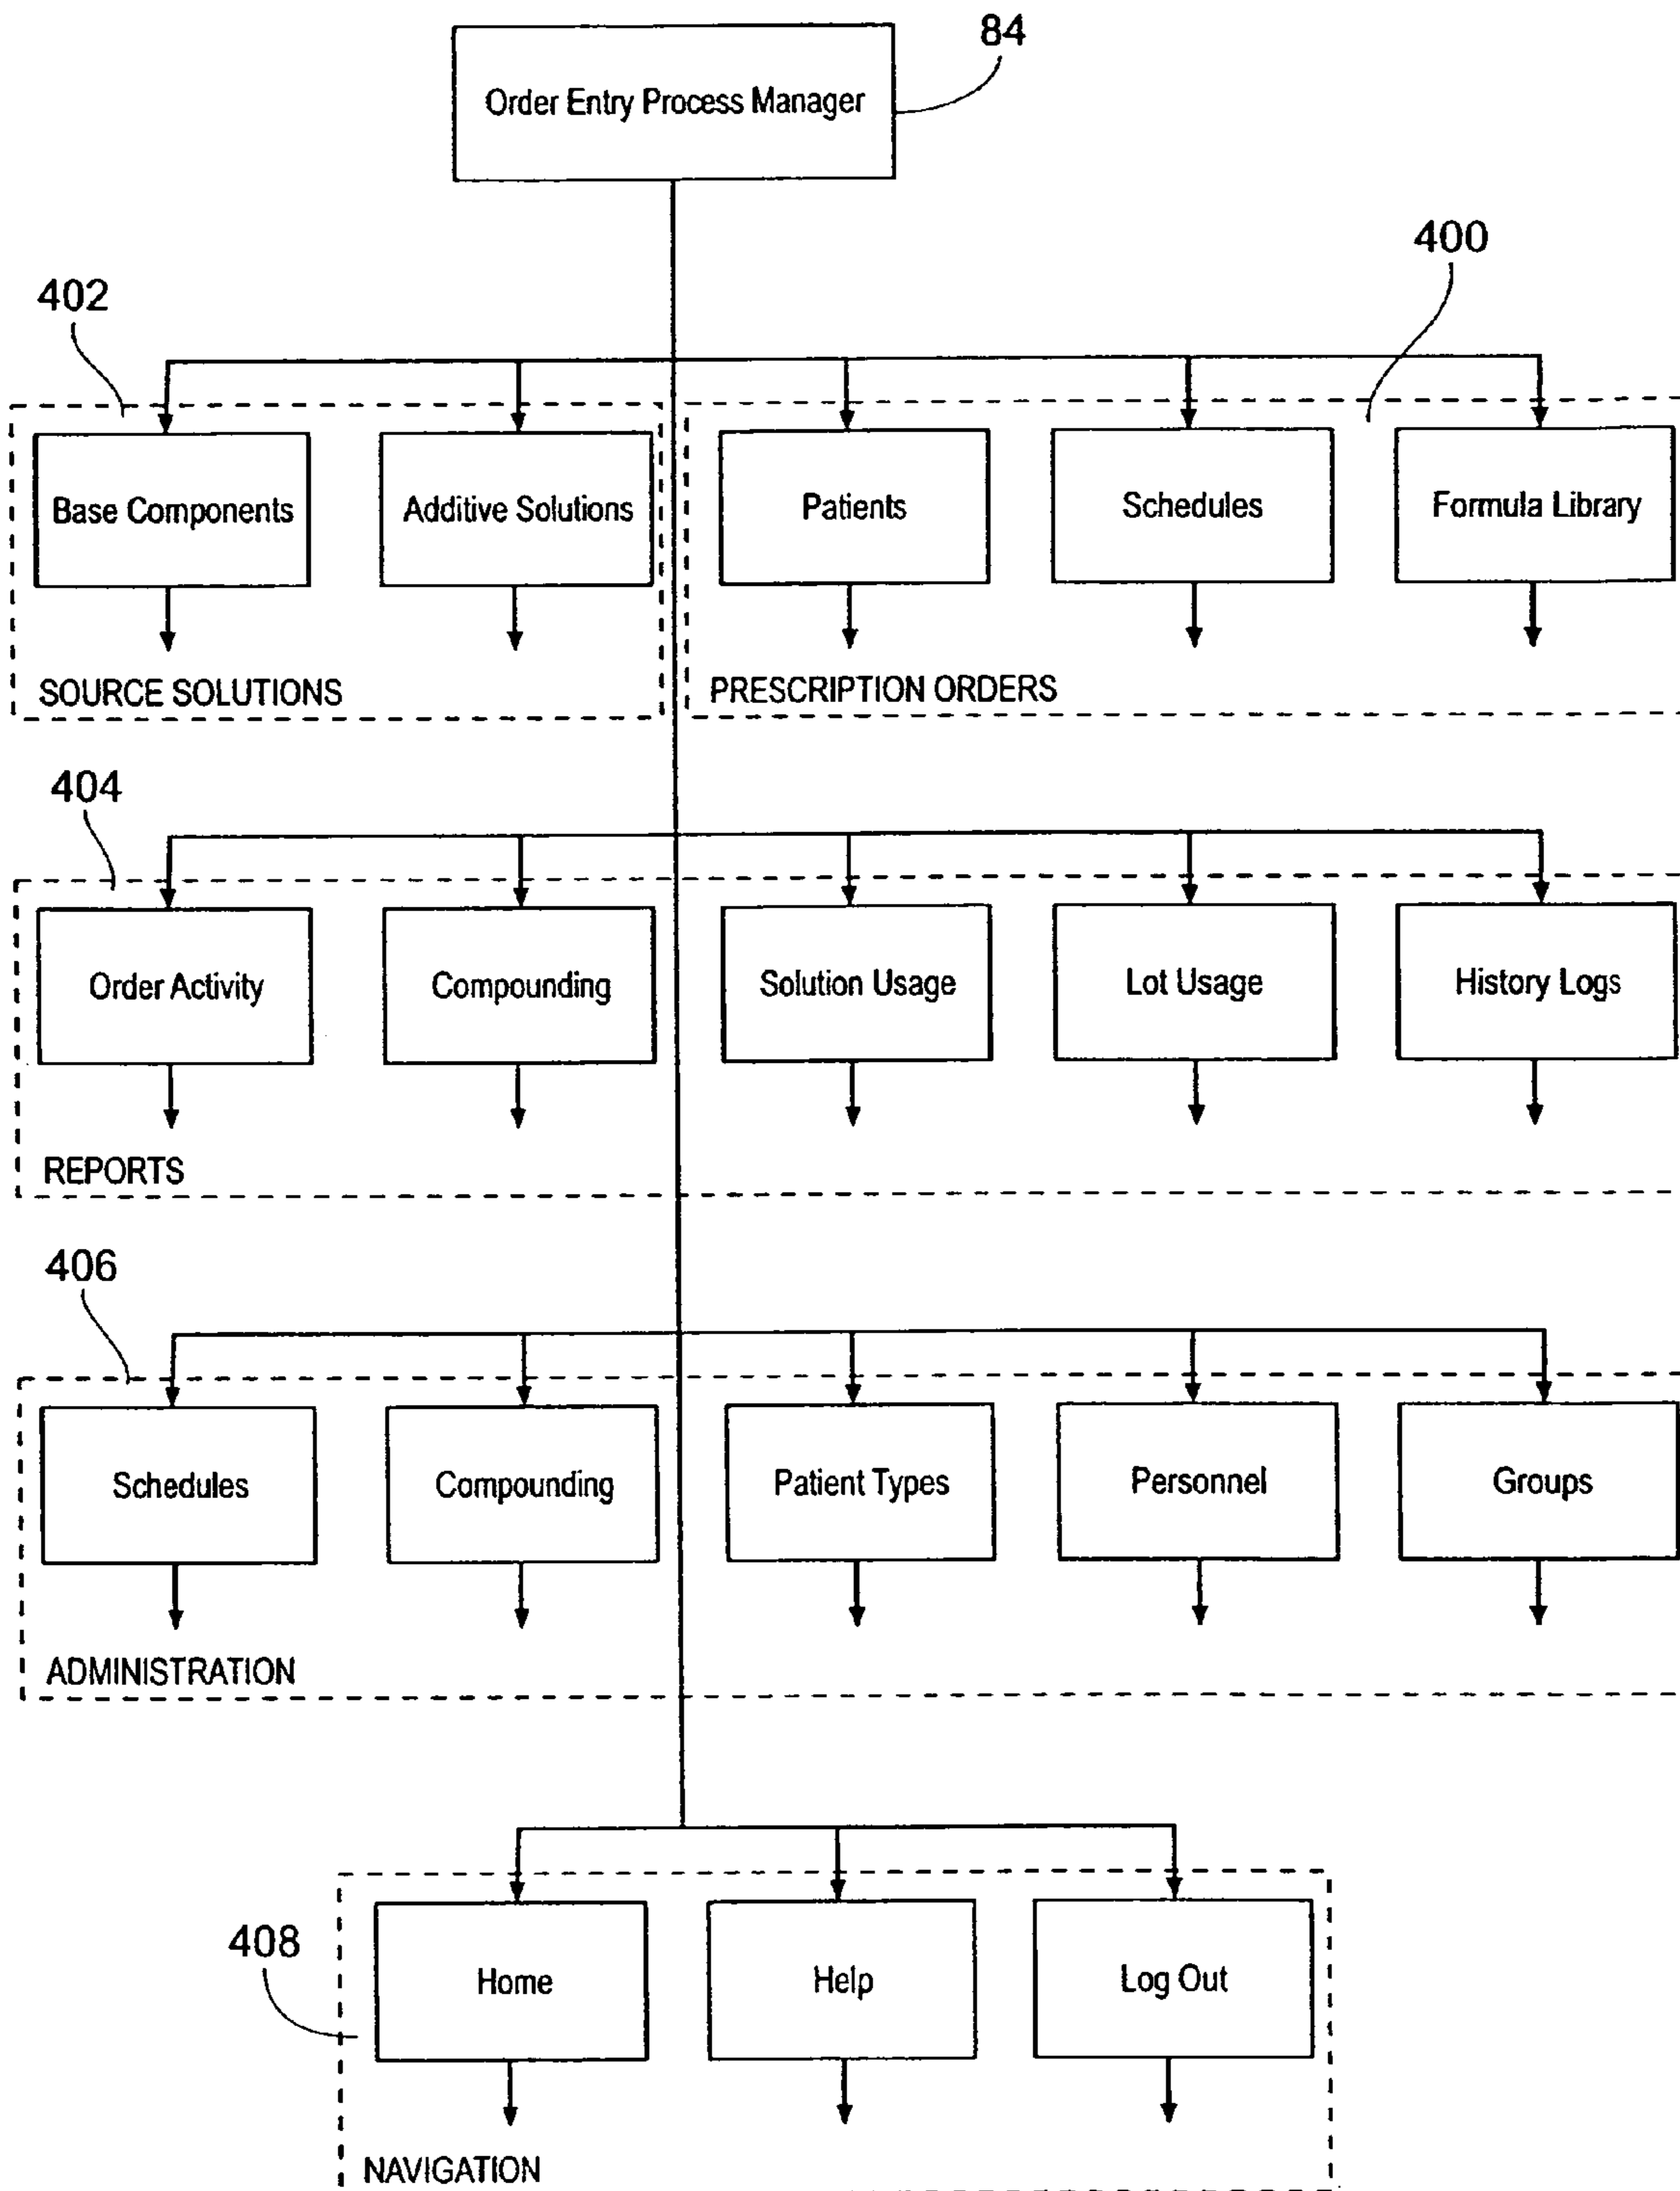 84
Order Entry Process Manager
400
402
Base Components
Additive Solutions
Patients
Schedules
Formula Library
SOURCE SOLUTIONS
PRESCRIPTION ORDERS
404
Order Activity
Compounding
Solution Usage
Lot Usage
History Logs
REPORTS
406
Schedules
Compounding
Patient Types
Personnel
Groups
ADMINISTRATION
408
Home
Help
Log Out
NAVIGATION